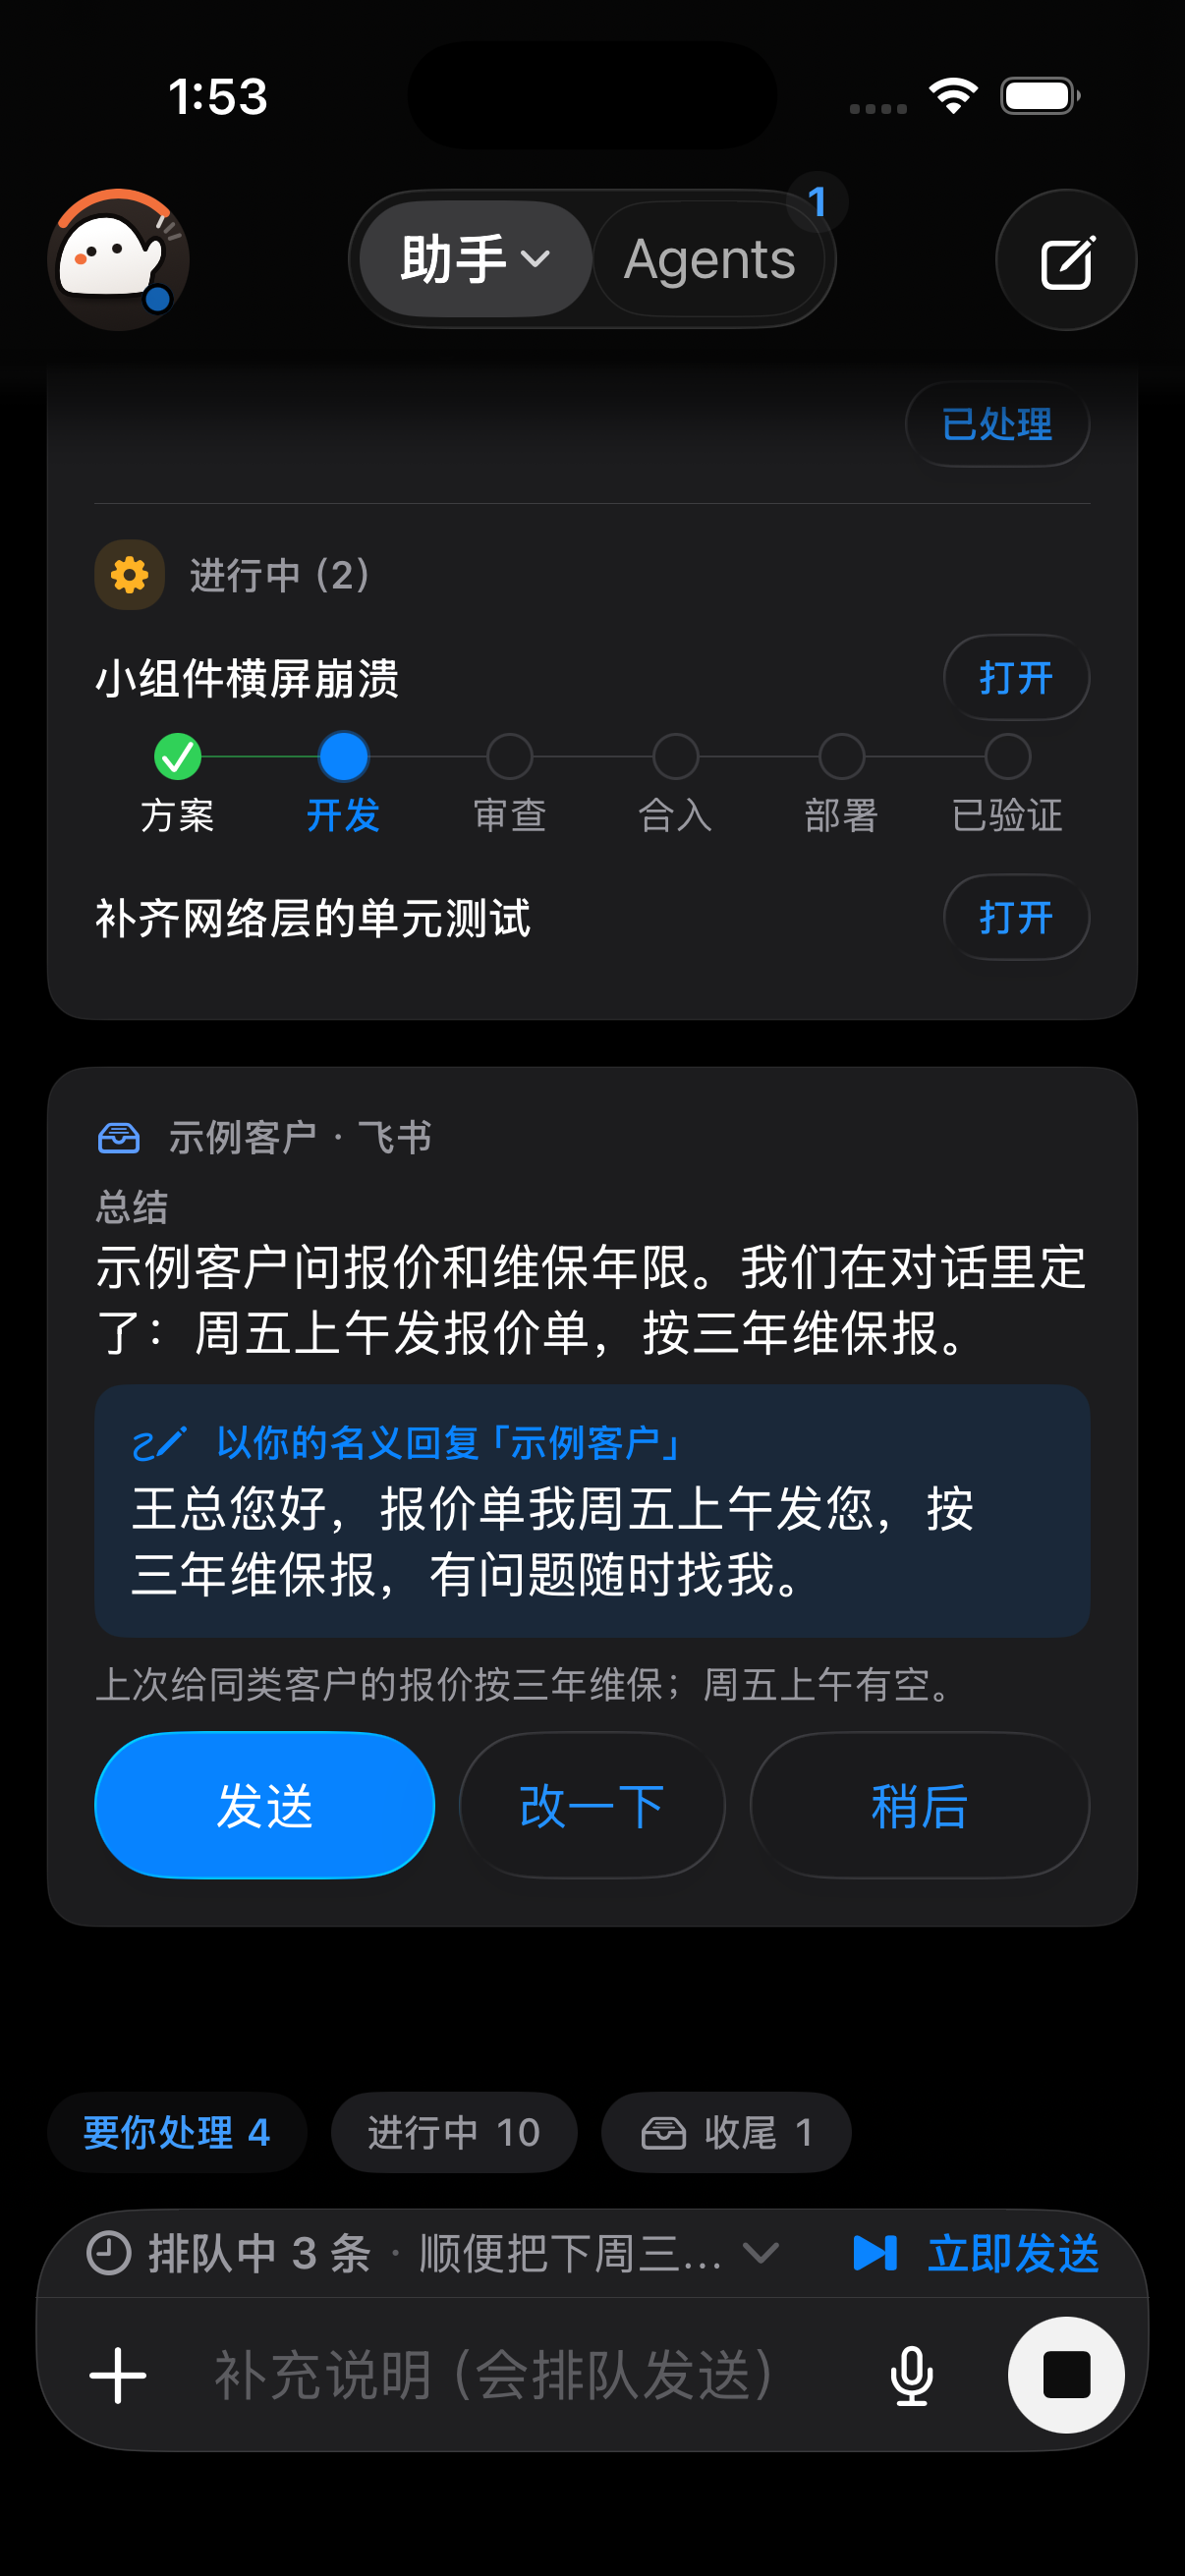 1:53
助手
Agents
1
已处理
进行中 (2)
小组件横屏崩溃
打开
方案
开发
审查
合入
部署
已验证
补齐网络层的单元测试
打开
示例客户 · 飞书
总结
示例客户问报价和维保年限。我们在对话里定
了：周五上午发报价单，按三年维保报。
以你的名义回复「示例客户」
王总您好，报价单我周五上午发您，按
三年维保报，有问题随时找我。
上次给同类客户的报价按三年维保；周五上午有空。
发送
改一下
稍后
要你处理 4
进行中 10
收尾 1
排队中 3 条 · 顺便把下周三...
立即发送
补充说明（会排队发送）